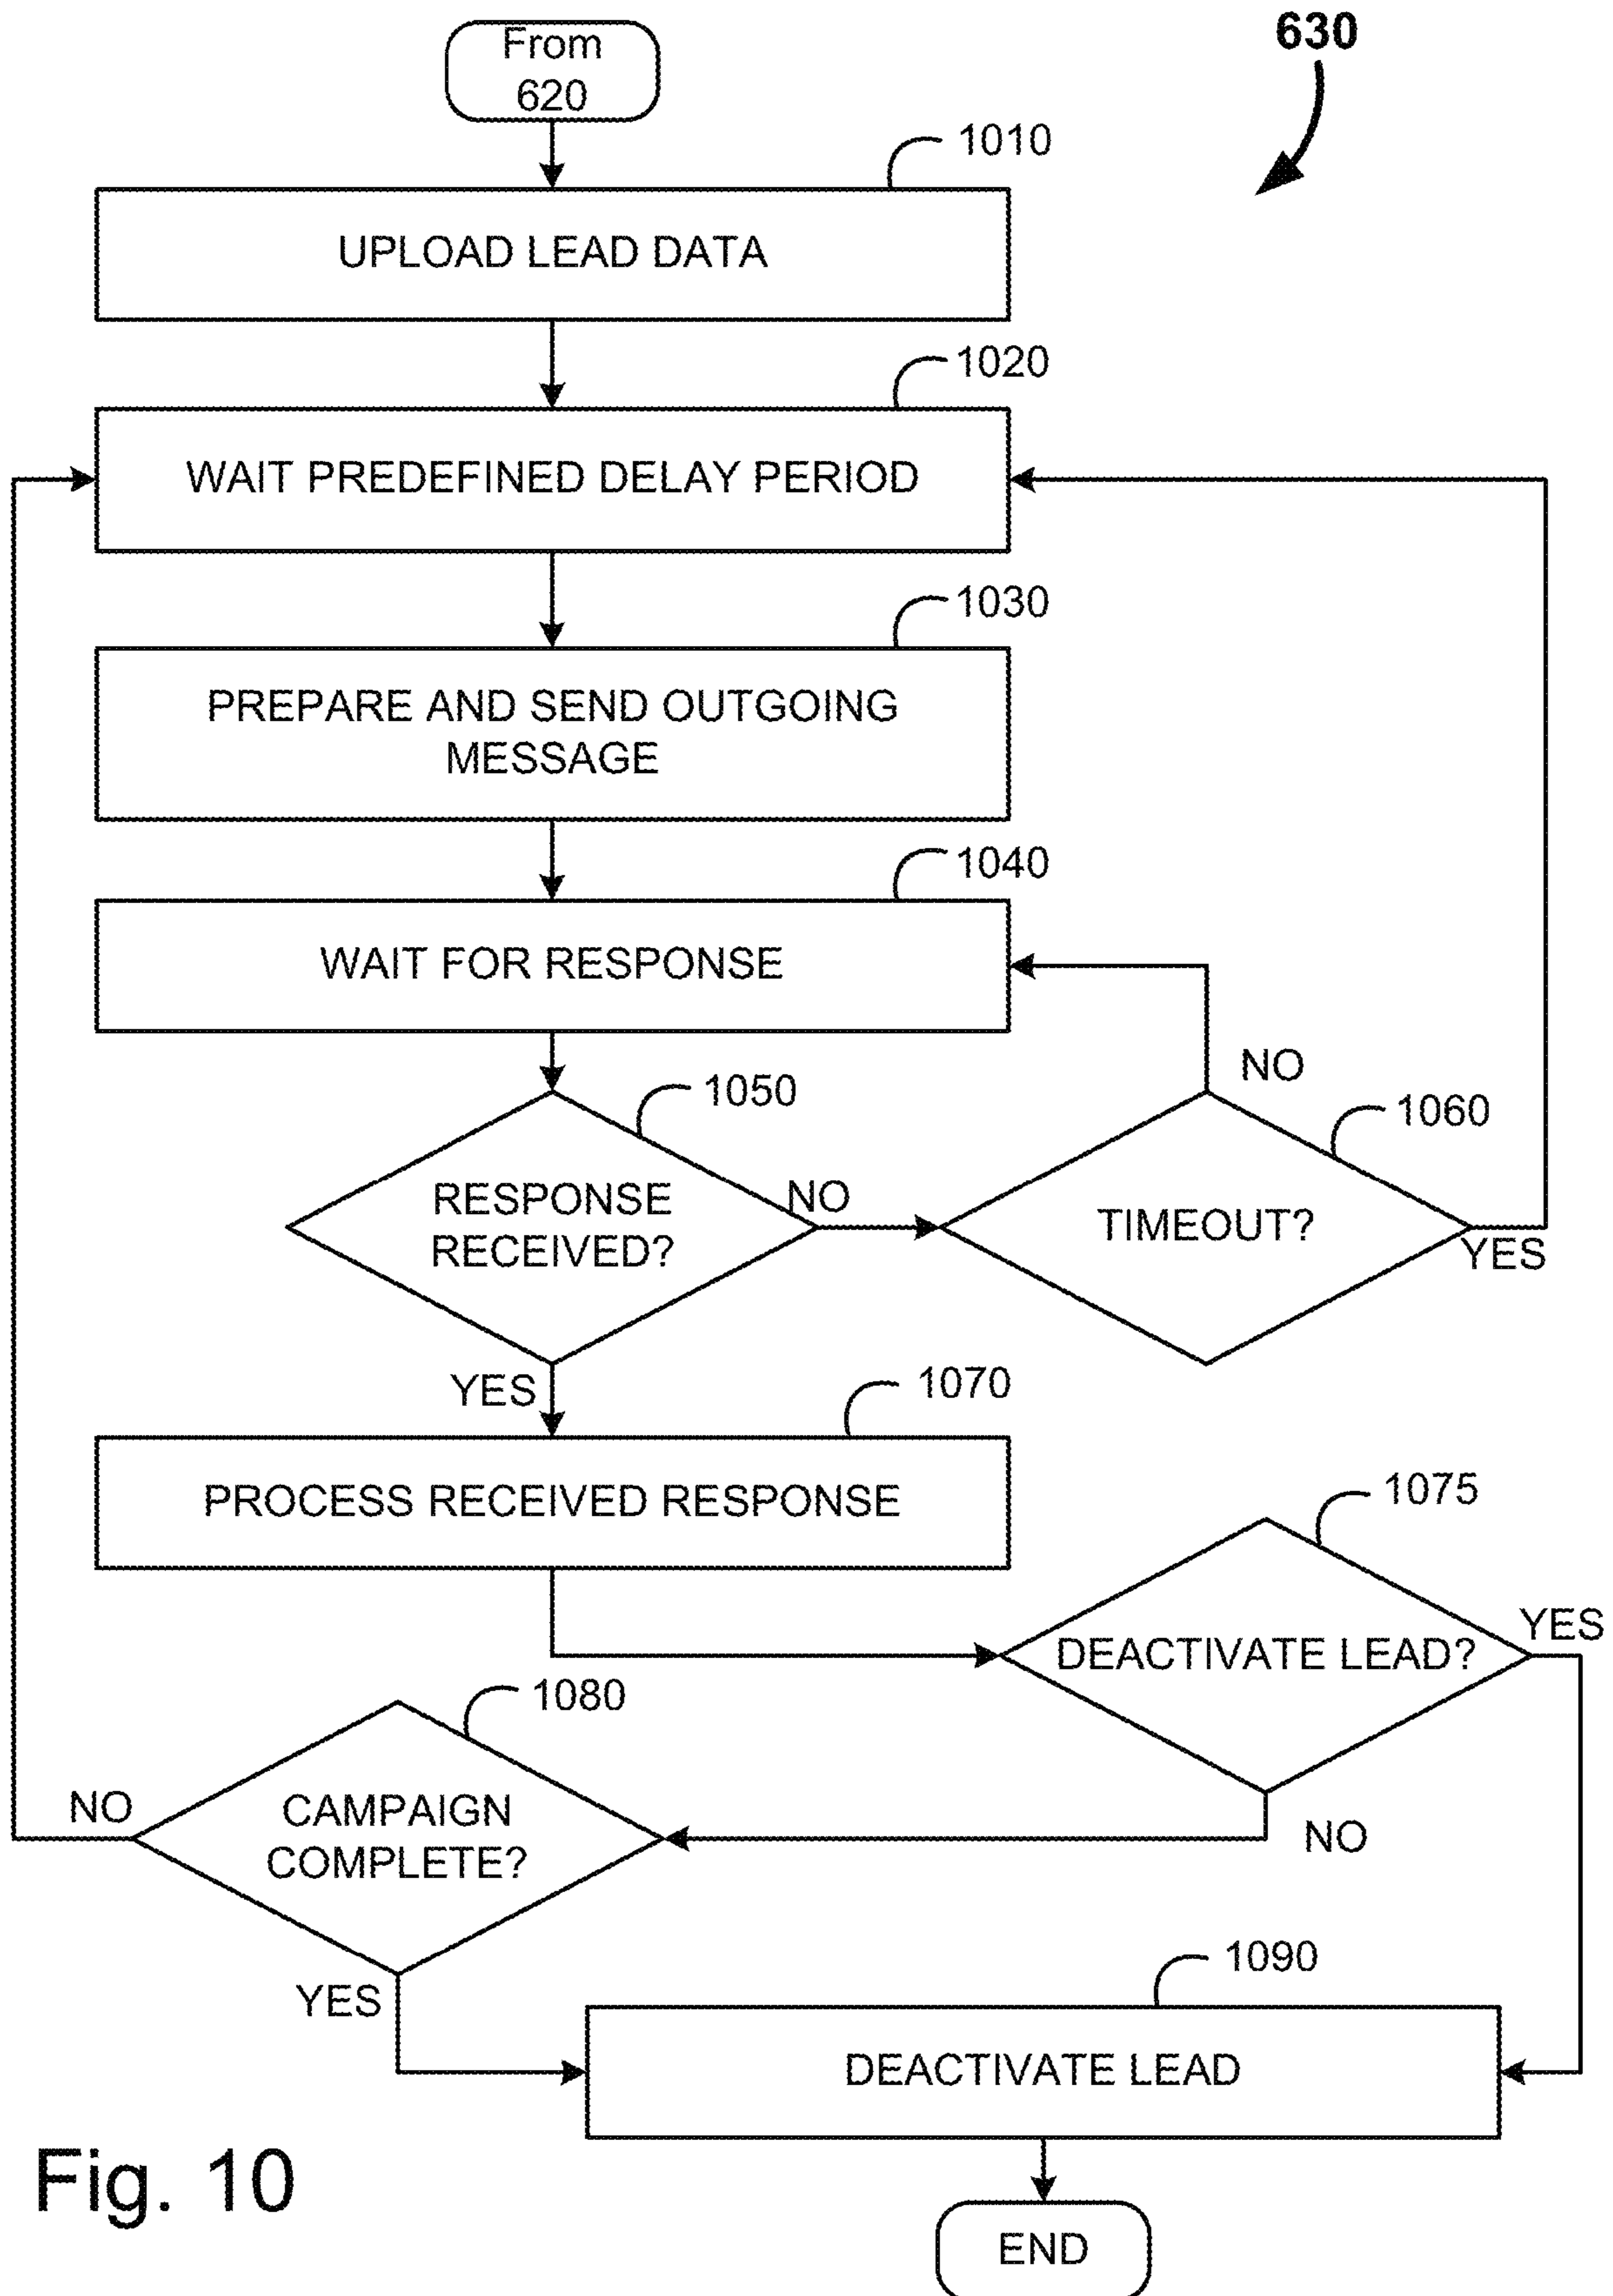 From
620
630
1010
UPLOAD LEAD DATA
1020
WAIT PREDEFINED DELAY PERIOD
1030
PREPARE AND SEND OUTGOING
MESSAGE
1040
WAIT FOR RESPONSE
NO
1050
1060
RESPONSE
RECEIVED?
NO
TIMEOUT?
YES
YES
1070
PROCESS RECEIVED RESPONSE
1075
DEACTIVATE LEAD?
YES
1080
NO
CAMPAIGN
COMPLETE?
NO
YES
1090
DEACTIVATE LEAD
Fig. 10
END